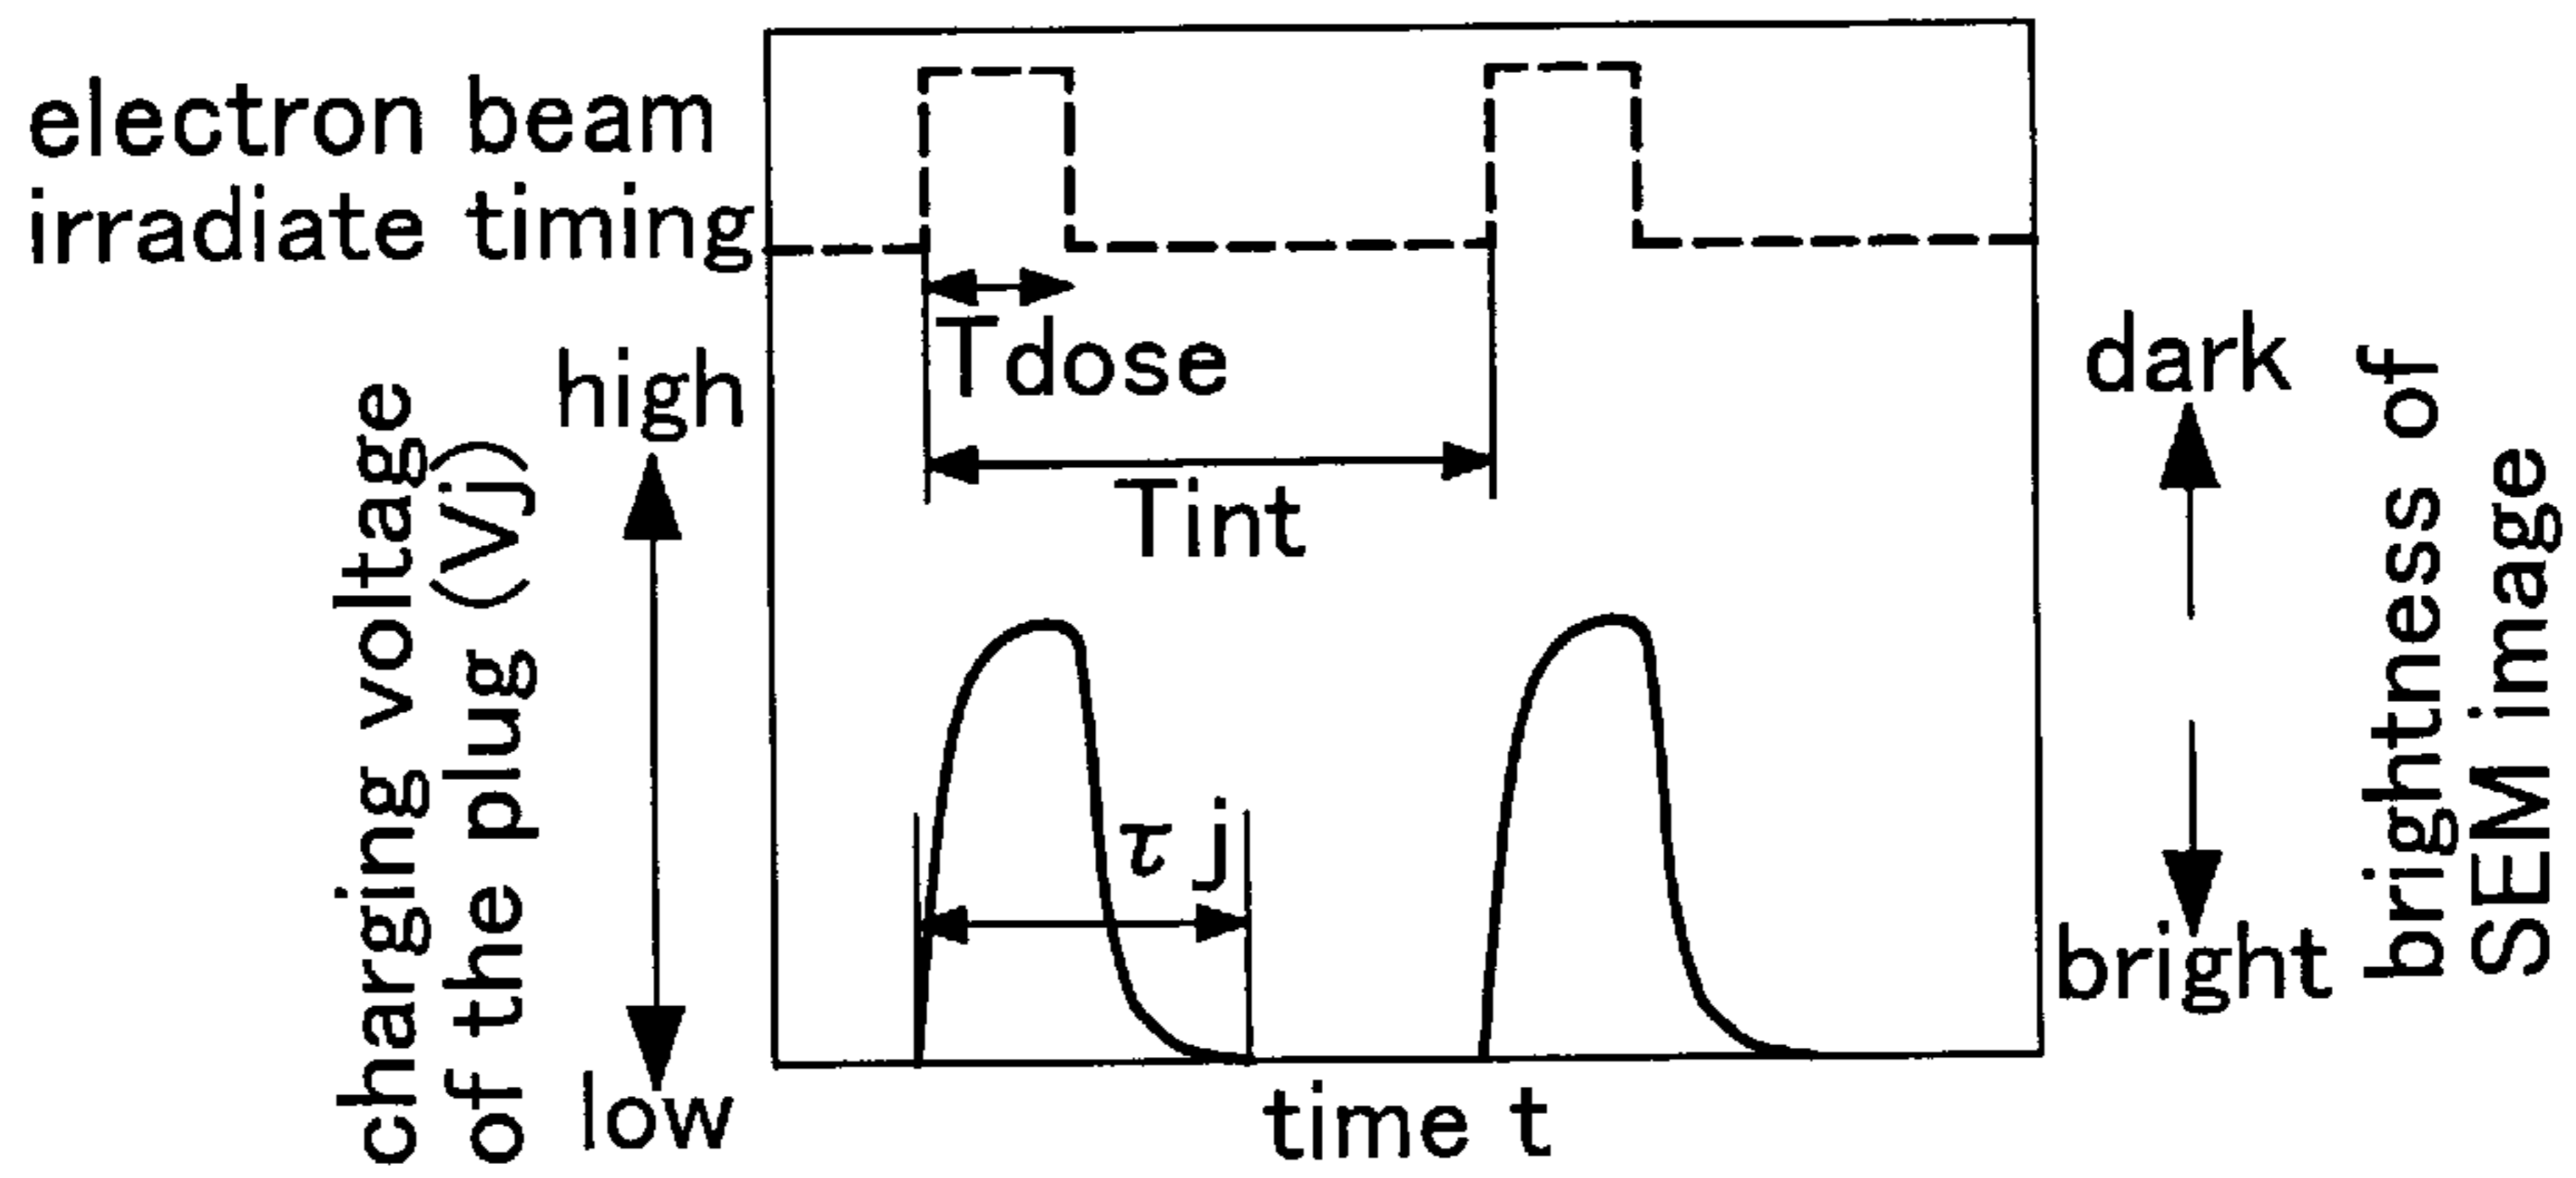 electron beam
irradiate timing
Tdose
Tint
high
low
charging voltage
of the plug (Vj)
τj
time t
dark
bright
brightness of
SEM image